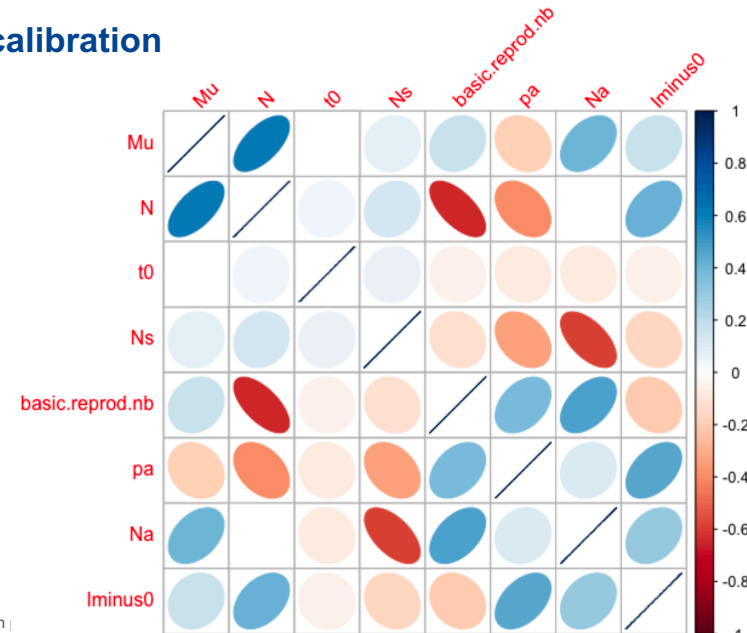 calibration
Mu N t0 Ns basic.reprod.nb pa Na Iminus0
Mu
N
t0
Ns
basic.reprod.nb
pa
Na
Iminus0
1
0.8
0.6
0.4
0.2
0
-0.2
-0.4
-0.6
-0.8